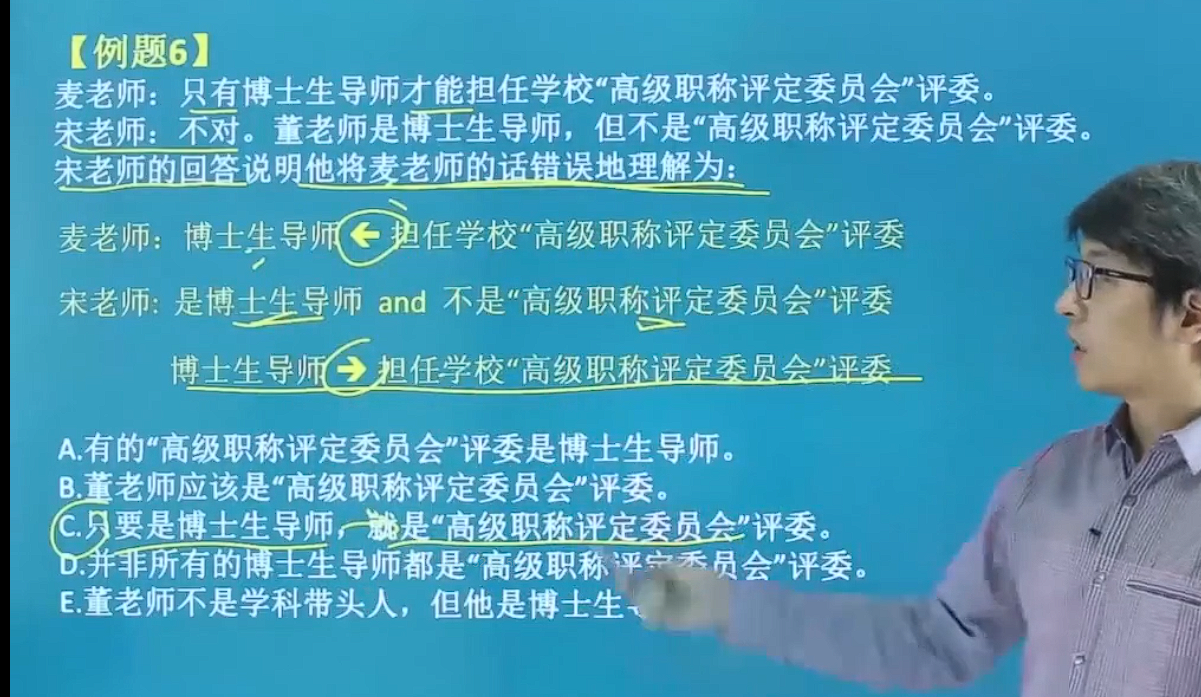 【例题6】
麦老师：只有博士生导师才能担任学校“高级职称评定委员会”评委。
宋老师：不对。董老师是博士生导师，但不是“高级职称评定委员会”评委。
宋老师的回答说明他将麦老师的话错误地理解为：
麦老师：博士生导师 ← 担任学校“高级职称评定委员会”评委
宋老师: 是博士生导师 and 不是“高级职称评定委员会”评委
博士生导师 → 担任学校“高级职称评定委员会”评委
A.有的“高级职称评定委员会”评委是博士生导师。
B.董老师应该是“高级职称评定委员会”评委。
C.只要是博士生导师，就是“高级职称评定委员会”评委。
D.并非所有的博士生导师都是“高级职称评定委员会”评委。
E.董老师不是学科带头人，但他是博士生